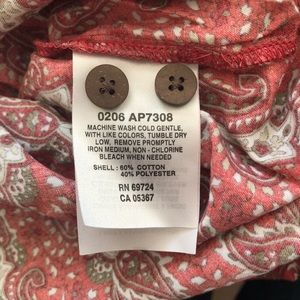 0206 AP7308
MACHINE WASH COLD GENTLE,
WITH LIKE COLORS, TUMBLE DRY
LOW, REMOVE PROMPTLY
IRON MEDIUM, NON - CHLORINE
BLEACH WHEN NEEDED
SHELL : 60% COTTON
40% POLYESTER
RN 69724
CA 05367